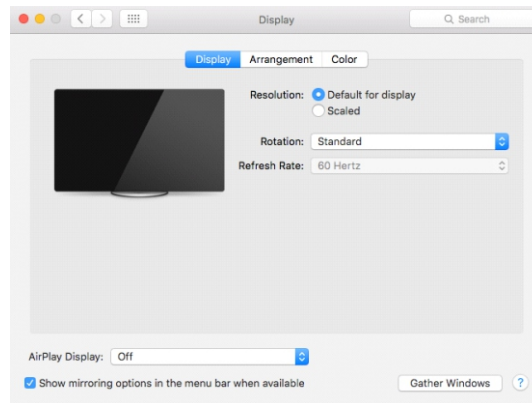 Display
Search
Display Arrangement Color
Resolution: Default for display
Scaled
Rotation: Standard
Refresh Rate: 60 Hertz
AirPlay Display: Off
Show mirroring options in the menu bar when available
Gather Windows ?